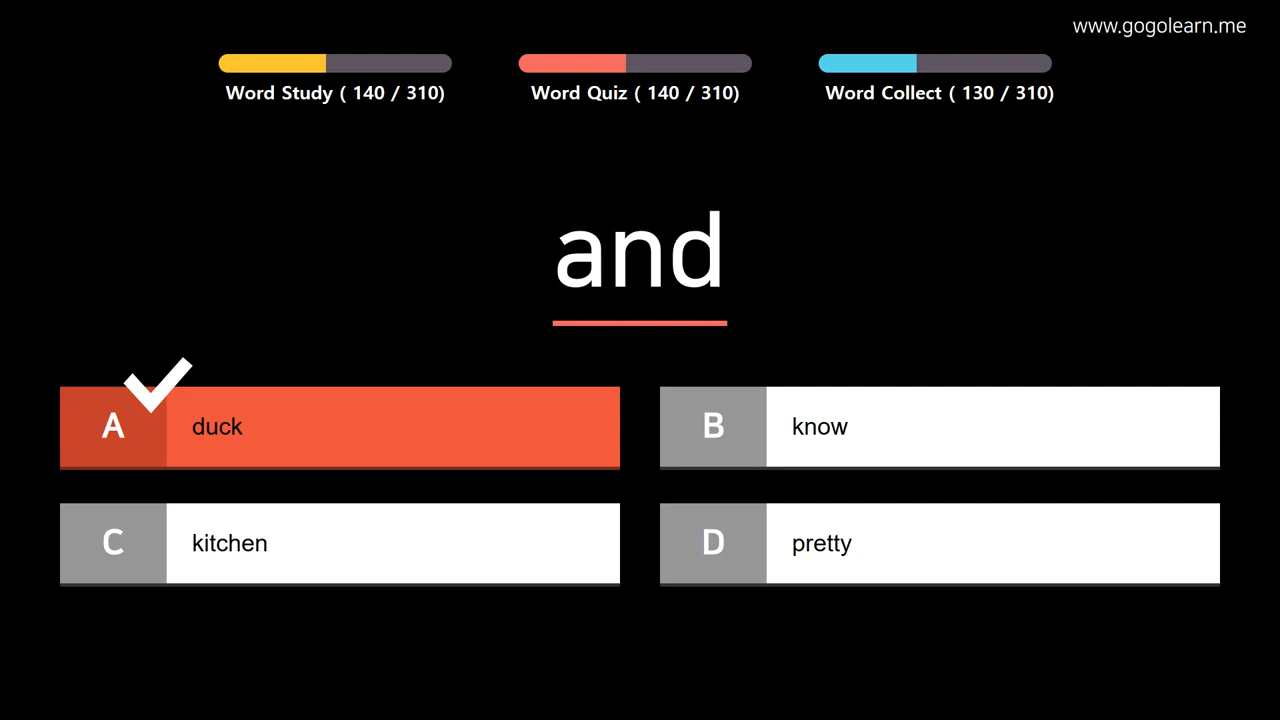 www.gogolearn.me
Word Study ( 140 / 310)
Word Quiz ( 140 / 310)
Word Collect ( 130 / 310)
and
A duck
B know
C kitchen
D pretty